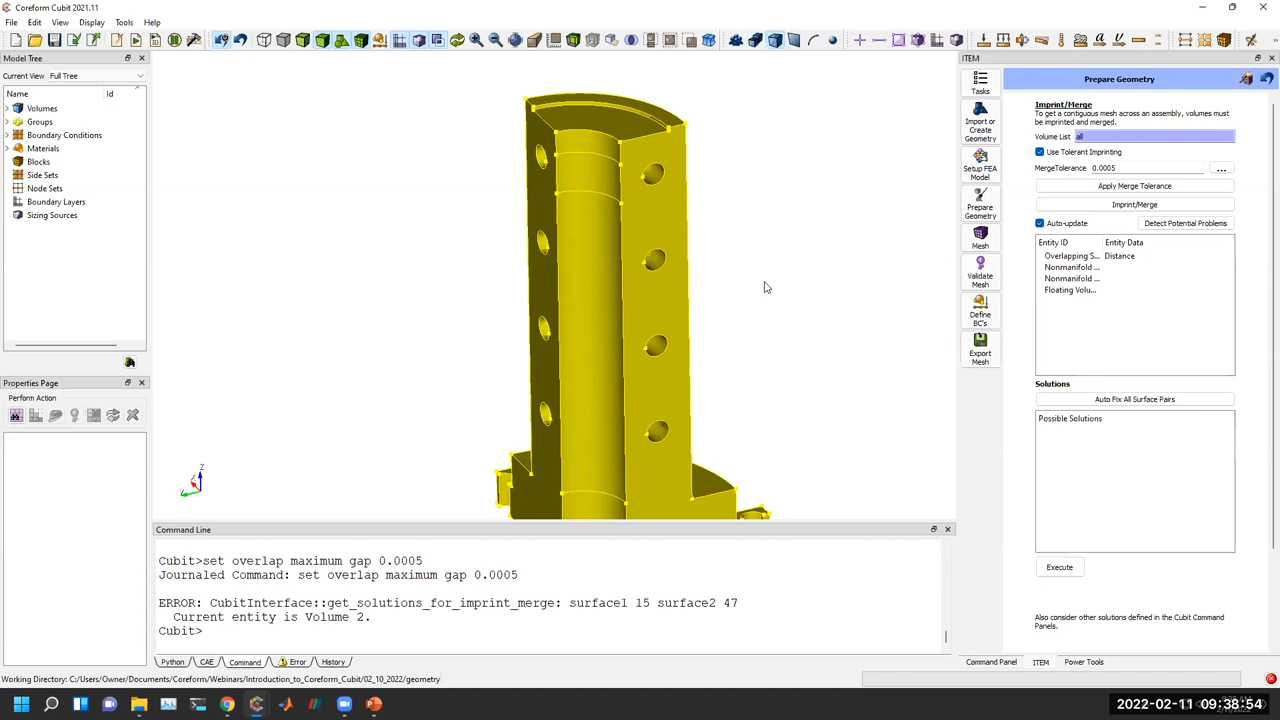 Coreform Cubit 2021.11
File Edit View Display Tools Help
Model Tree
Current View Full Tree
Name Id
Volumes
Groups
Boundary Conditions
Materials
Blocks
Side Sets
Node Sets
Boundary Layers
Sizing Sources
Properties Page
Perform Action
Z
Y
Command Line
Cubit>set overlap maximum gap 0.0005
Journaled Command: set overlap maximum gap 0.0005
ERROR: CubitInterface::get_solutions_for_imprint_merge: surface1 15 surface2 47
Current entity is Volume 2.
Cubit>
Python CAE Command Error History
Working Directory: C:/Users/Owner/Documents/Coreform/Webinars/Introduction_to_Coreform_Cubit/02_10_2022/geometry
ITEM
Tasks
Import or
Create
Geometry
Setup FEA
Model
Prepare
Geometry
Mesh
Validate
Mesh
Define
BC's
Export
Mesh
Prepare Geometry
Imprint/Merge
To get a contiguous mesh across an assembly, volumes must
be imprinted and merged.
Volume List all
Use Tolerant Imprinting
MergeTolerance 0.0005 ...
Apply Merge Tolerance
Imprint/Merge
Auto-update Detect Potential Problems
Entity ID Entity Data
Overlapping S... Distance
Nonmanifold ...
Nonmanifold ...
Floating Volu...
Solutions
Auto Fix All Surface Pairs
Possible Solutions
Execute
Also consider other solutions defined in the Cubit Command
Panels.
Command Panel ITEM Power Tools
2022-02-11 09:38:54